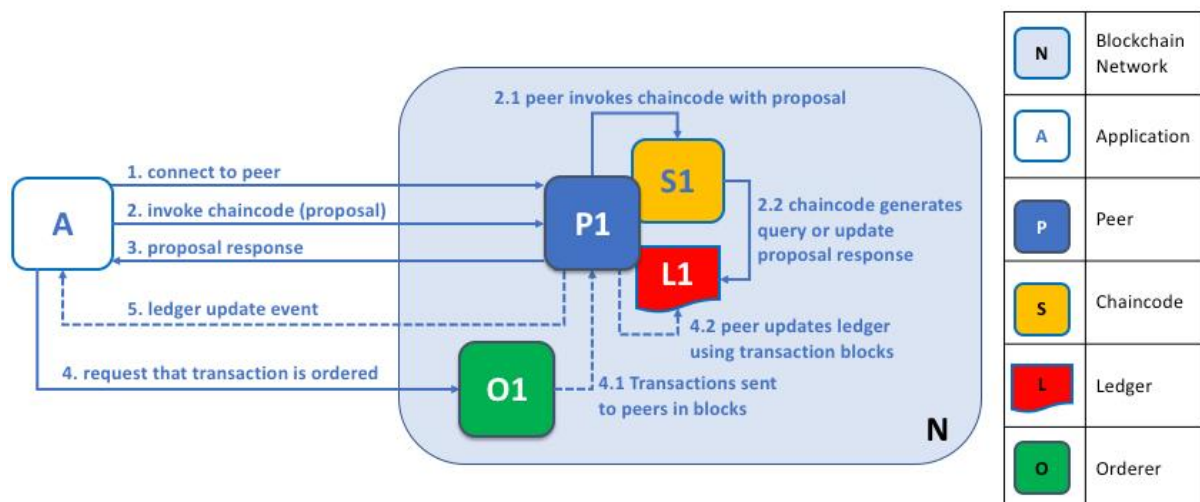 2.1 peer invokes chaincode with proposal
1. connect to peer
2. invoke chaincode (proposal)
3. proposal response
5. ledger update event
4. request that transaction is ordered
A
P1
S1
L1
O1
2.2 chaincode generates
query or update
proposal response
4.2 peer updates ledger
using transaction blocks
4.1 Transactions sent
to peers in blocks
N
N
Blockchain
Network
A
Application
P
Peer
S
Chaincode
L
Ledger
O
Orderer